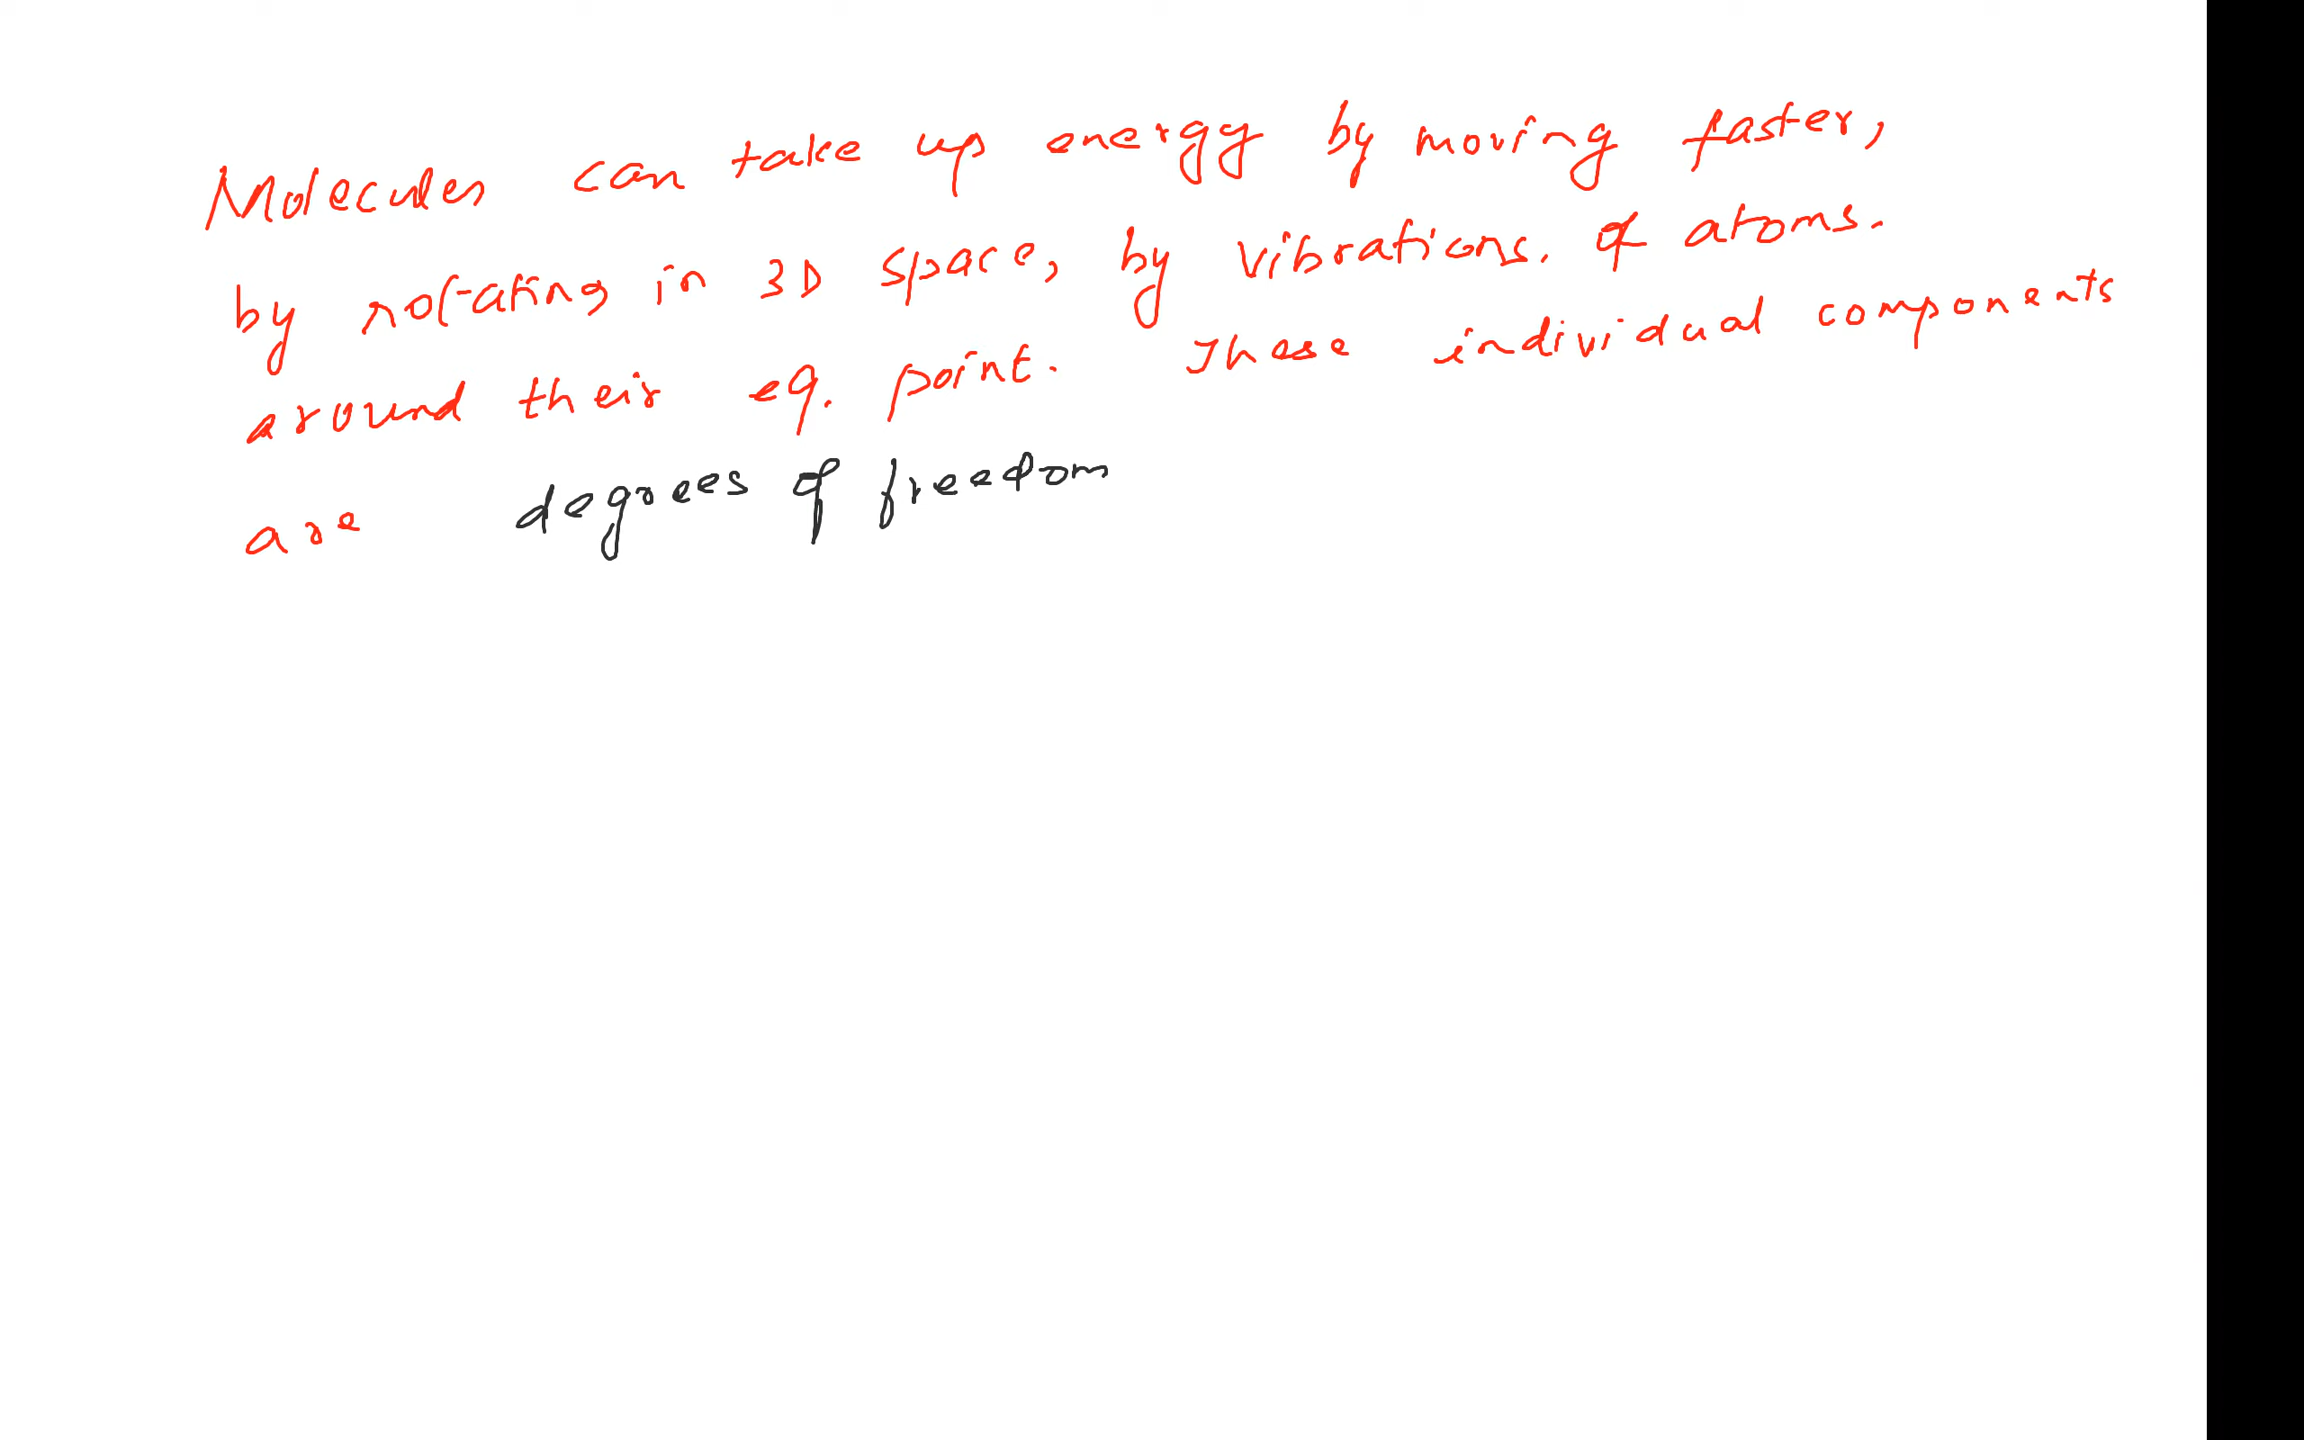 Molecules can take up energy by moving faster,
by rotating in 3D space, by vibrations. of atoms.
around their eq. point. These individual components
are degrees of freedom